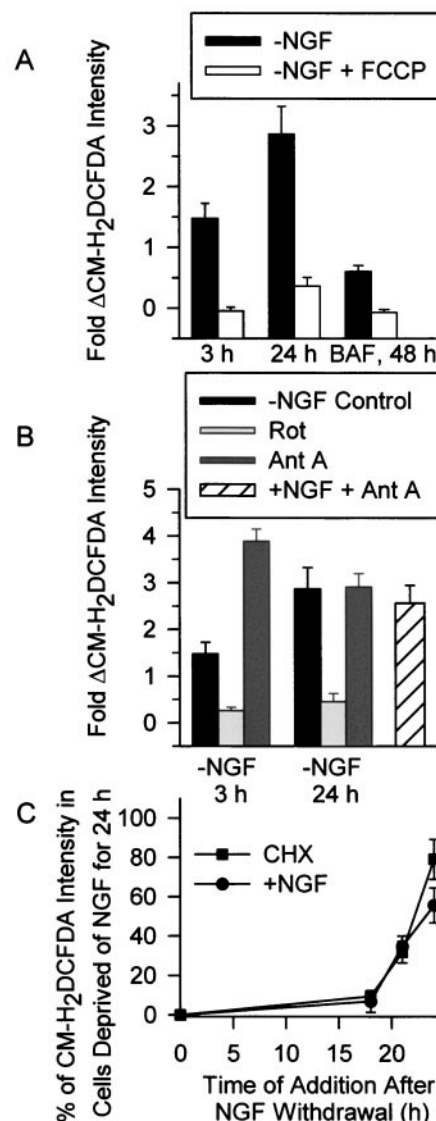 A
-NGF
-NGF + FCCP
Fold ΔCM-H₂DCFDA Intensity
3
2
1
0
3 h 24 h BAF, 48 h
B
-NGF Control
Rot
Ant A
+NGF + Ant A
Fold ΔCM-H₂DCFDA Intensity
5
4
3
2
1
0
-NGF -NGF
3 h 24 h
C
% of CM-H₂DCFDA Intensity in
Cells Deprived of NGF for 24 h
100
80
60
40
20
0
CHX
+NGF
0 5 10 15 20
Time of Addition After
NGF Withdrawal (h)